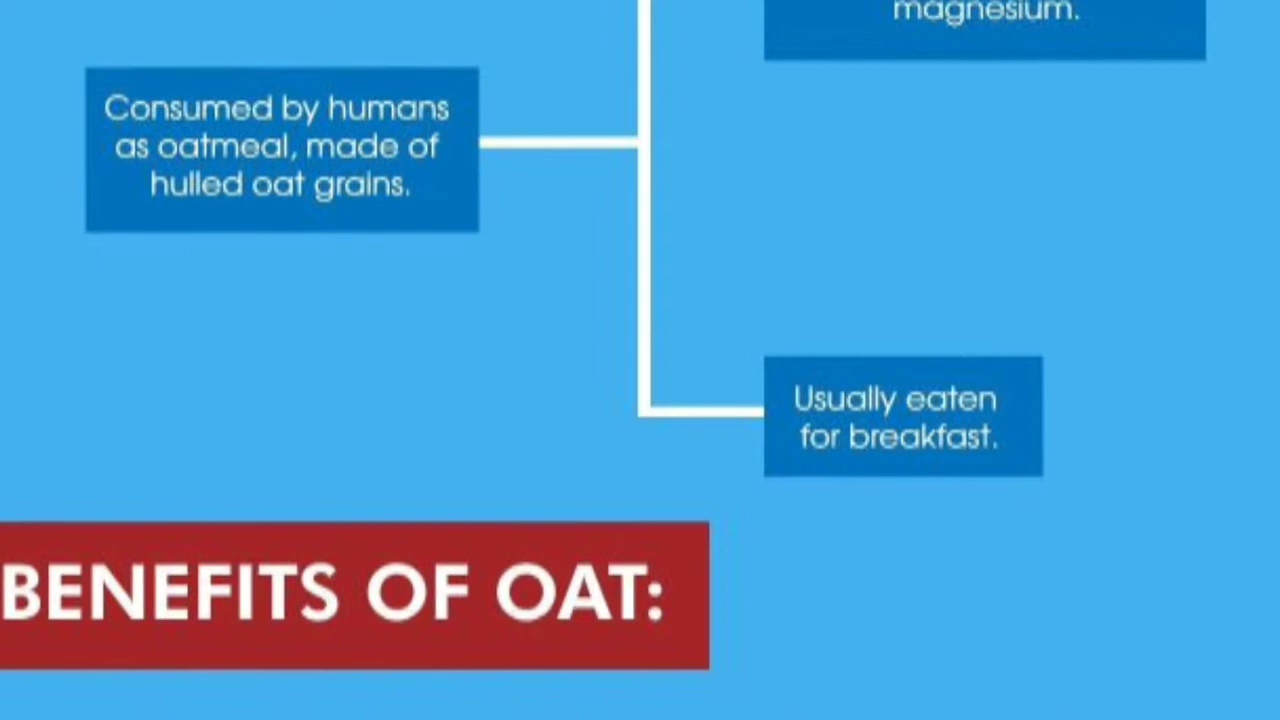 magnesium.
Consumed by humans
as oatmeal, made of
hulled oat grains.
Usually eaten
for breakfast.
BENEFITS OF OAT: